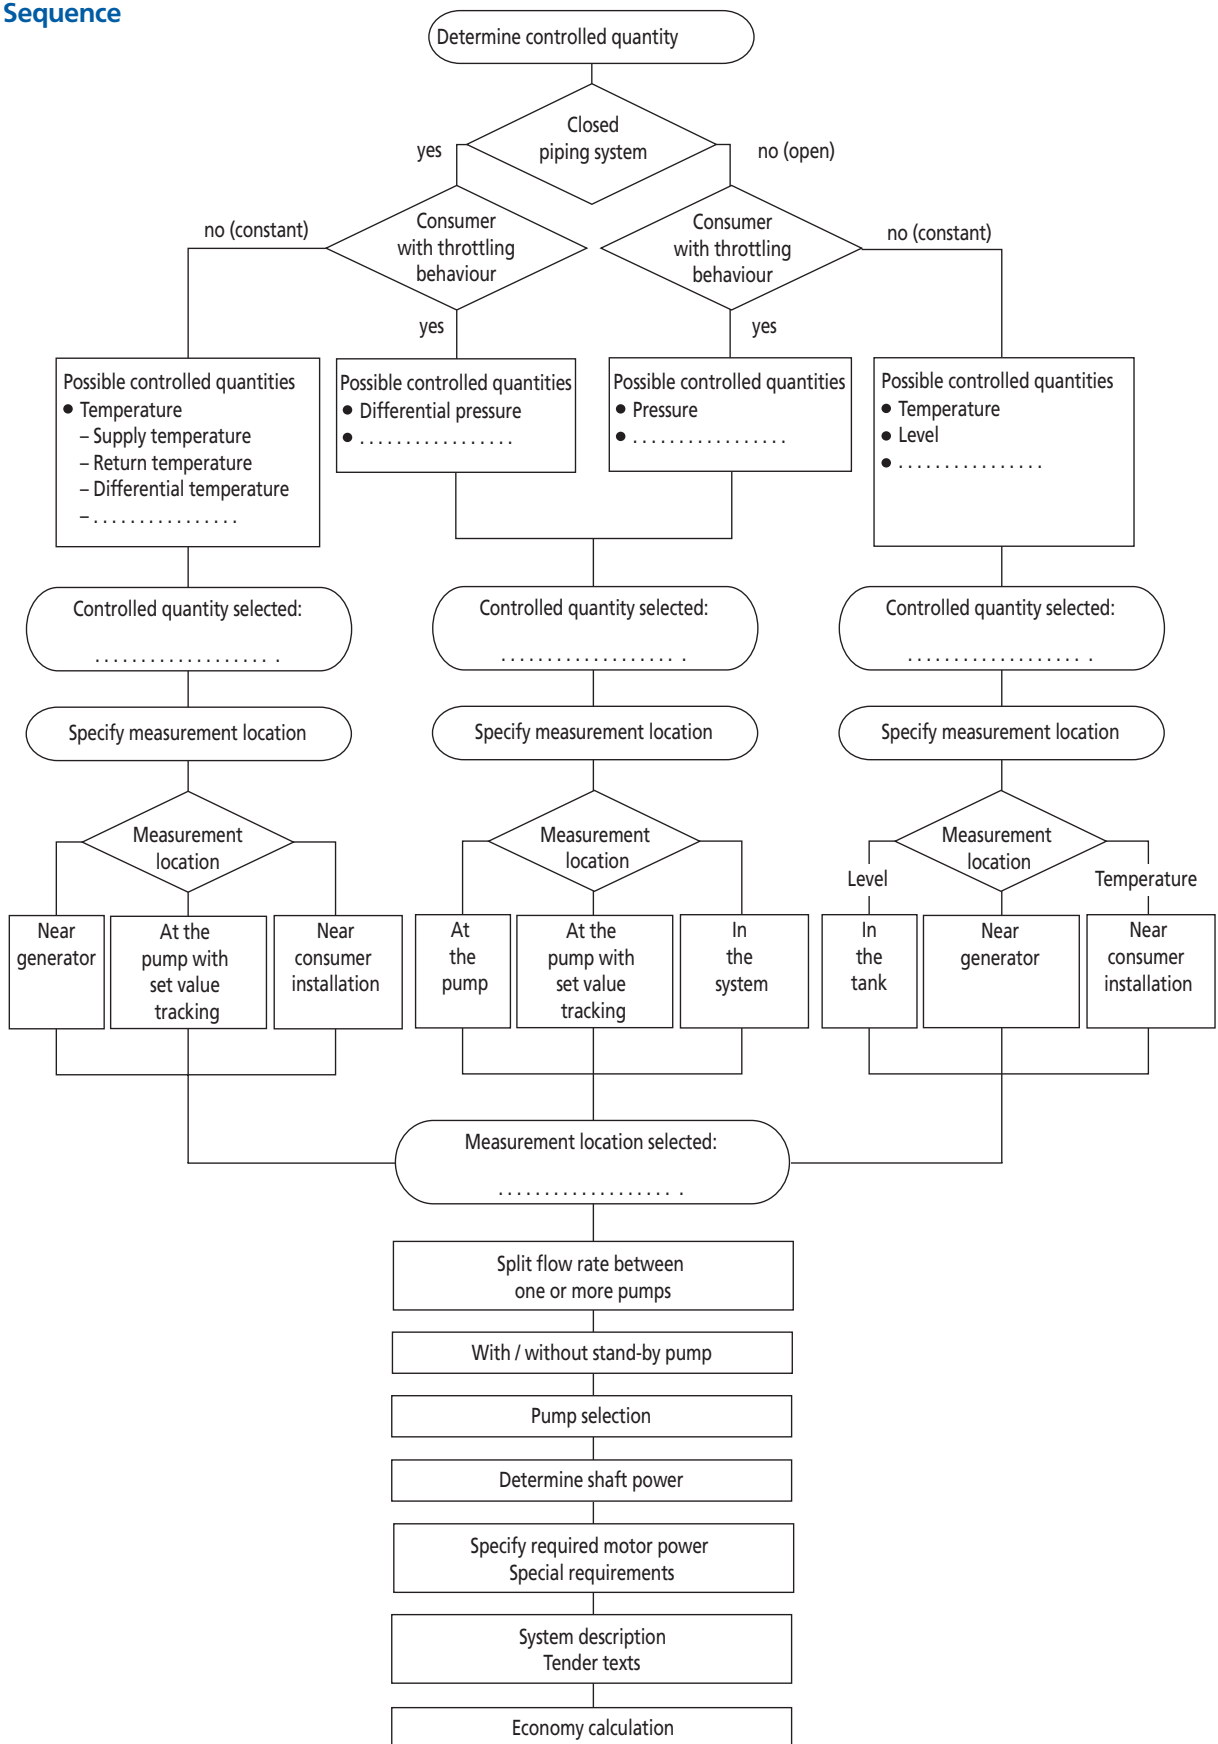 Sequence
Determine controlled quantity
Closed
piping system
yes
no (open)
Consumer
with throttling
behaviour
Consumer
with throttling
behaviour
no (constant)
no (constant)
yes
yes
Possible controlled quantities
● Temperature
– Supply temperature
– Return temperature
– Differential temperature
– . . . . . . . . . . . . . . . .
Possible controlled quantities
● Differential pressure
● . . . . . . . . . . . . . . . . .
Possible controlled quantities
● Pressure
● . . . . . . . . . . . . . . . . .
Possible controlled quantities
● Temperature
● Level
● . . . . . . . . . . . . . . . .
Controlled quantity selected:
. . . . . . . . . . . . . . . . . . . . .
Controlled quantity selected:
. . . . . . . . . . . . . . . . . . . . .
Controlled quantity selected:
. . . . . . . . . . . . . . . . . . . . .
Specify measurement location
Specify measurement location
Specify measurement location
Measurement
location
Measurement
location
Measurement
location
Level
Temperature
Near
generator
At the
pump with
set value
tracking
Near
consumer
installation
At
the
pump
At the
pump with
set value
tracking
In
the
system
In
the
tank
Near
generator
Near
consumer
installation
Measurement location selected:
. . . . . . . . . . . . . . . . . . . . .
Split flow rate between
one or more pumps
With / without stand-by pump
Pump selection
Determine shaft power
Specify required motor power
Special requirements
System description
Tender texts
Economy calculation